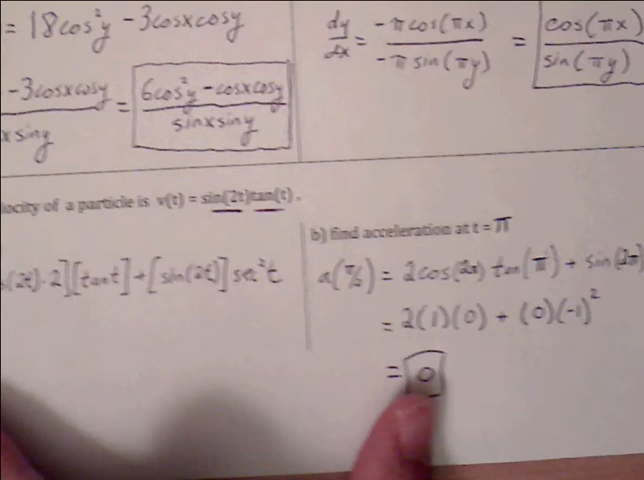 = 18cos²y - 3cosxcosy
-3cosxcosy = 6cos²y - cosxcosy
xsiny sinxsiny
dy/dx = -πcos(πx)/-πsin(πy) = cos(πx)/sin(πy)
locity of a particle is v(t) = sin(2t)tan(t).
s(2t)·2][tant]+[sin(2t)]sec²t
b) find acceleration at t = π
= 2cos(2π) tan(π) + sin(2π)
= 2(1)(0) + (0)(-1)²
= 0